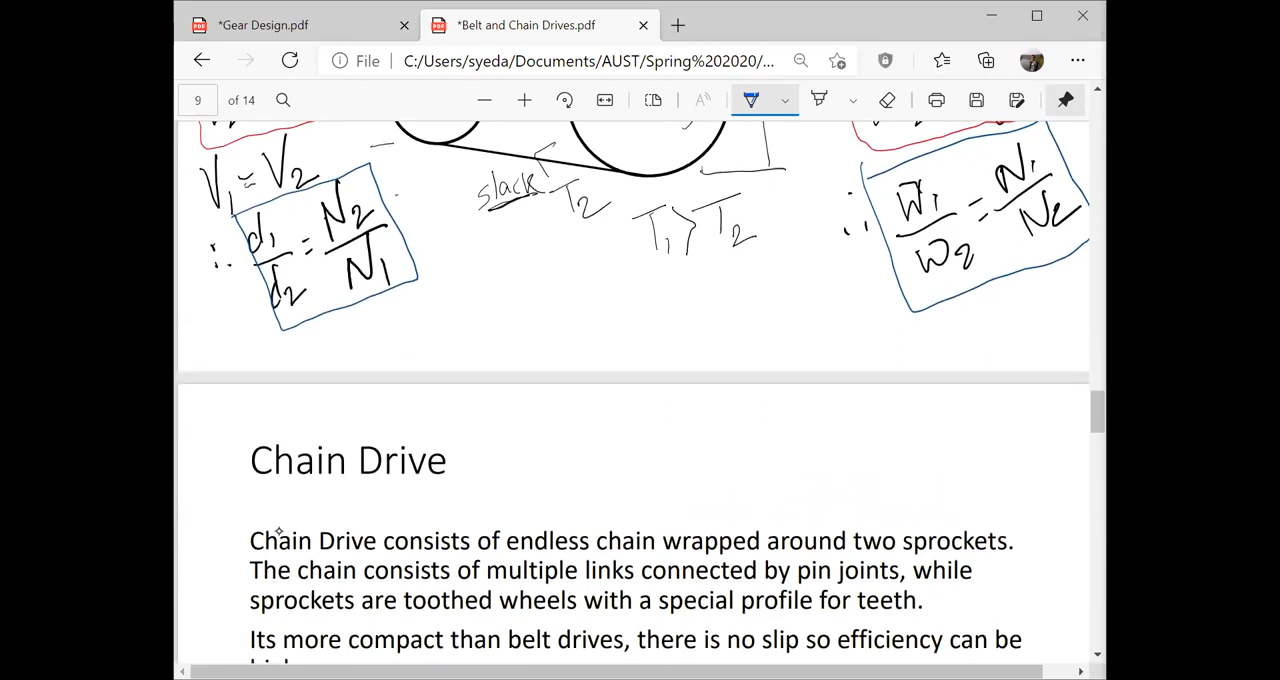 *Gear Design.pdf
*Belt and Chain Drives.pdf
File C:/Users/syeda/Documents/AUST/Spring%202020/...
9 of 14
V1 = V2
∴ d1/d2 = N2/N1
slack T2
T1 > T2
∴ W1/W2 = N1/N2
Chain Drive
Chain Drive consists of endless chain wrapped around two sprockets.
The chain consists of multiple links connected by pin joints, while
sprockets are toothed wheels with a special profile for teeth.
Its more compact than belt drives, there is no slip so efficiency can be